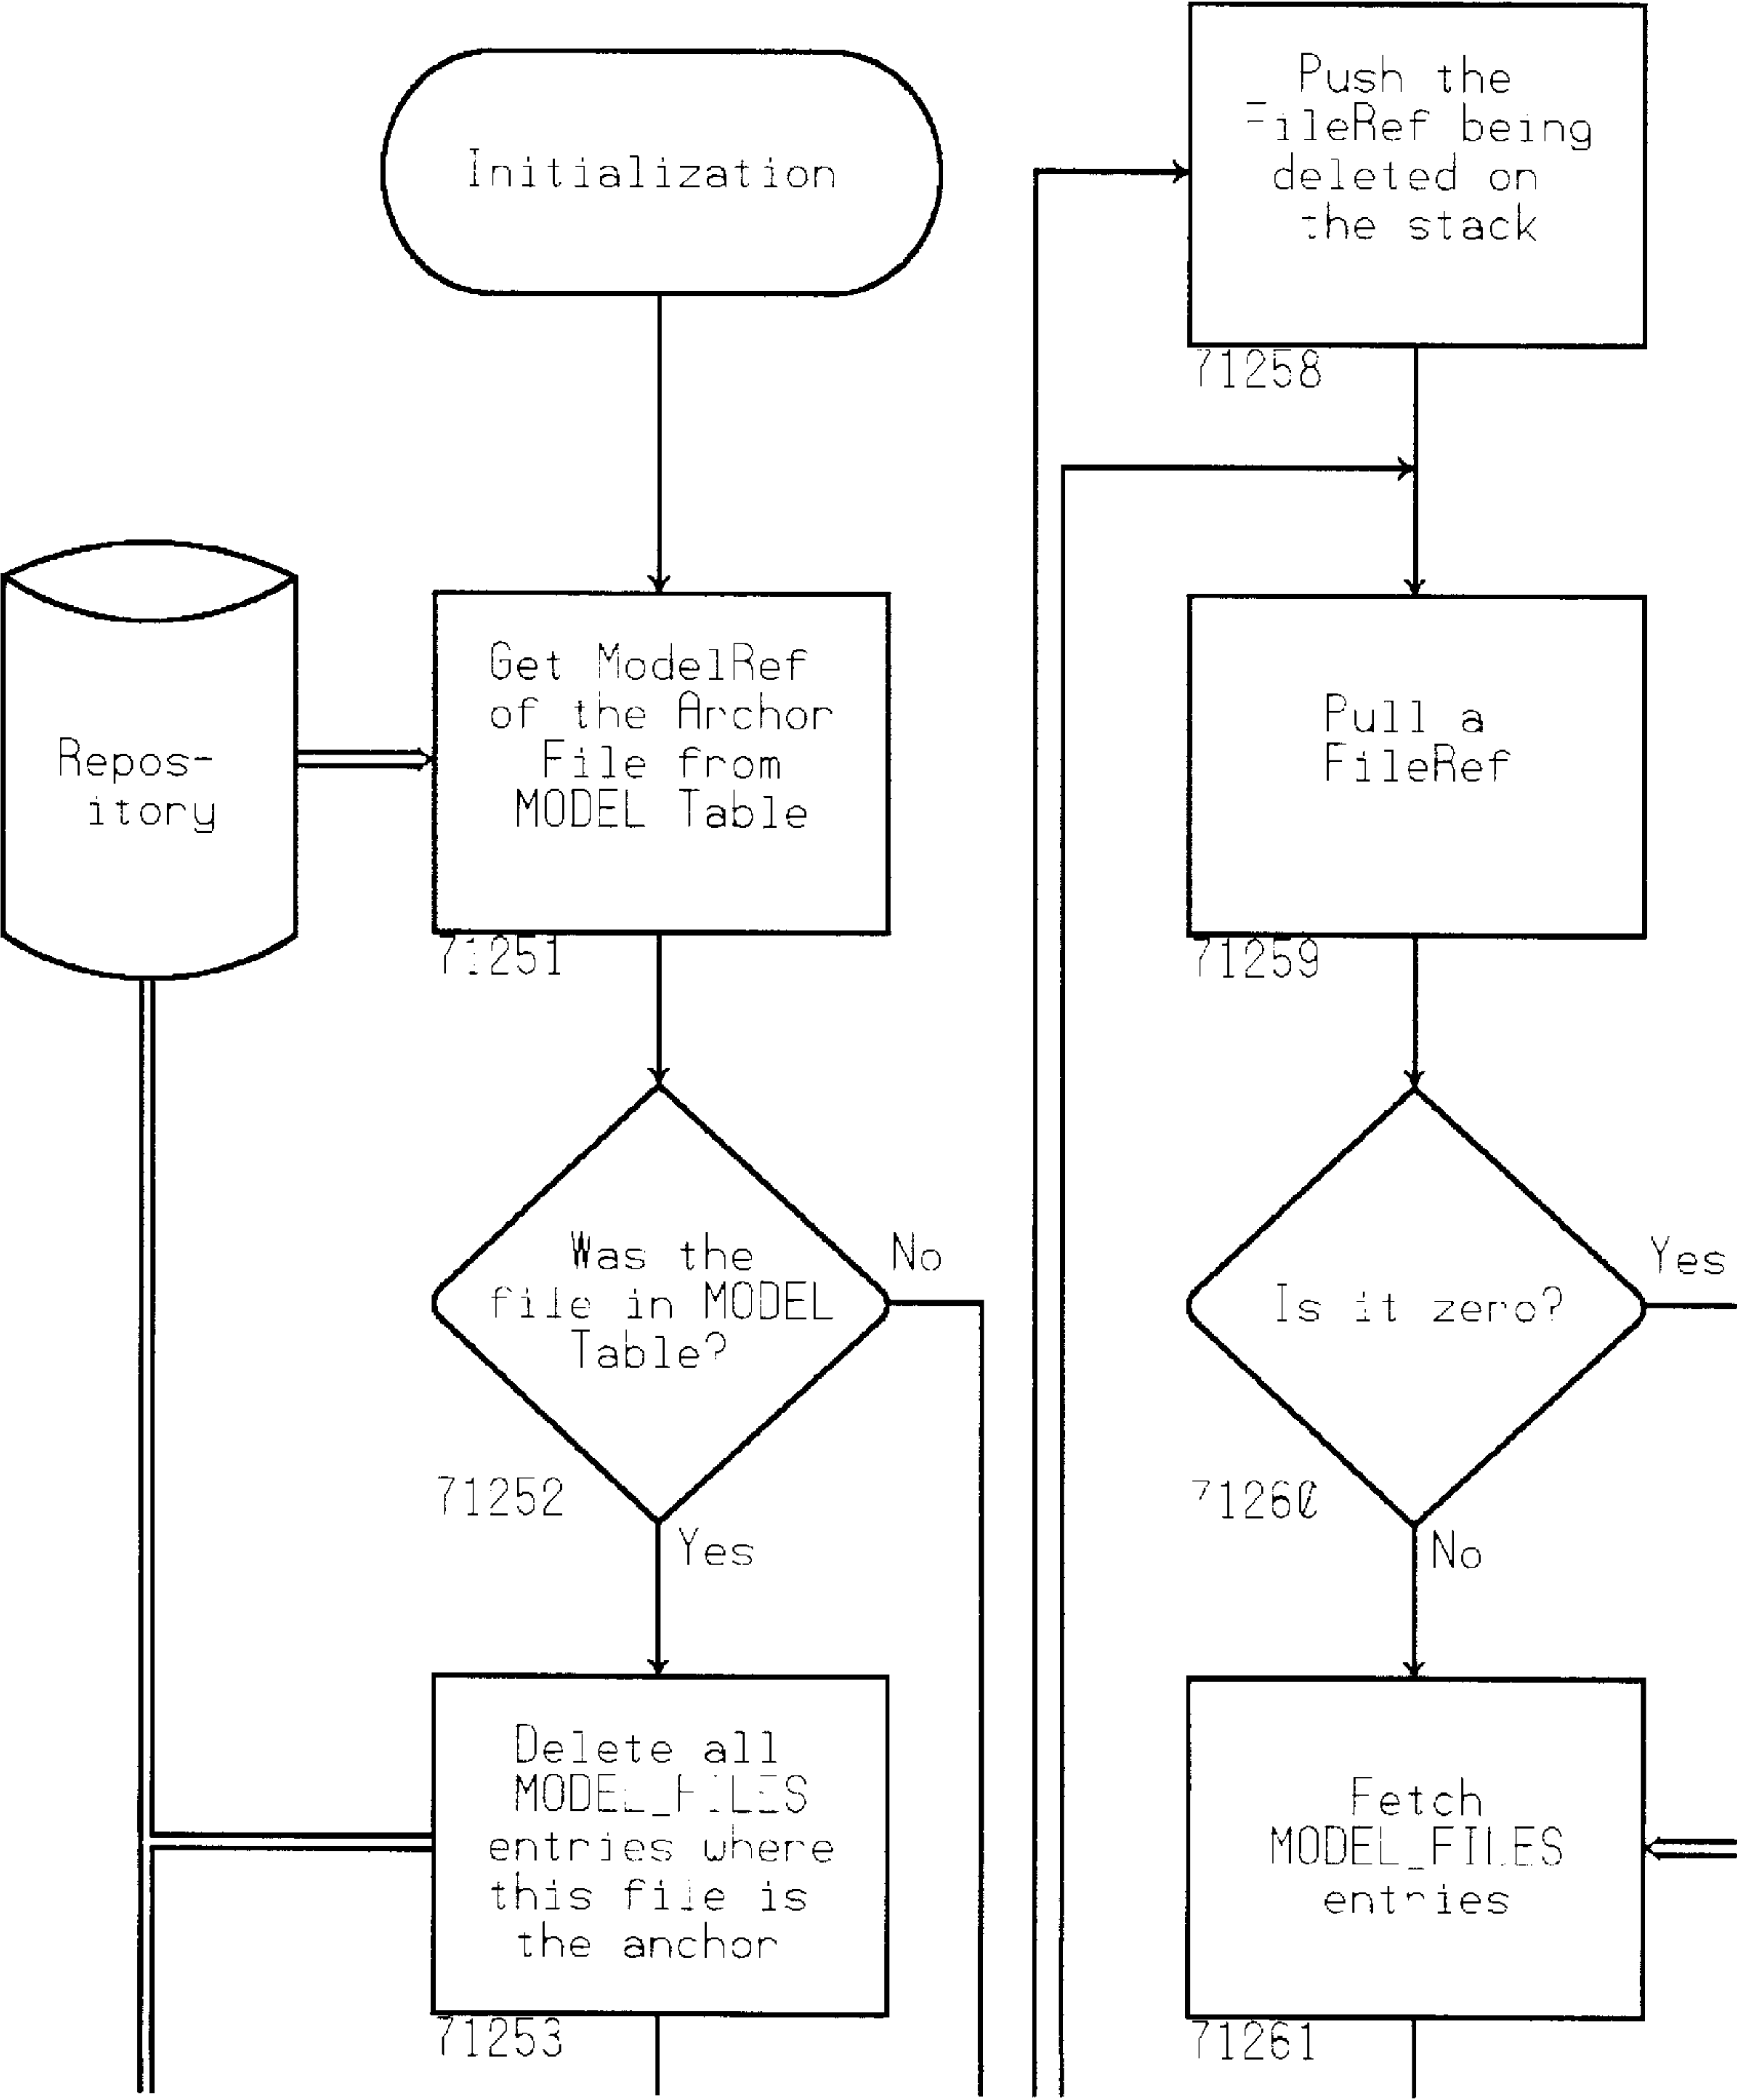 Initialization
Repos-
itory
Get ModelRef
of the Archor
File from
MODEL Table
71251
Was the
file in MODEL
Table?
No
71252
Yes
Delete all
MODEL_FILES
entries where
this file is
the anchor
71253
Push the
FileRef being
deleted on
the stack
71258
Pull a
FileRef
71259
Is it zero?
Yes
71260
No
Fetch
MODEL_FILES
entries
71261